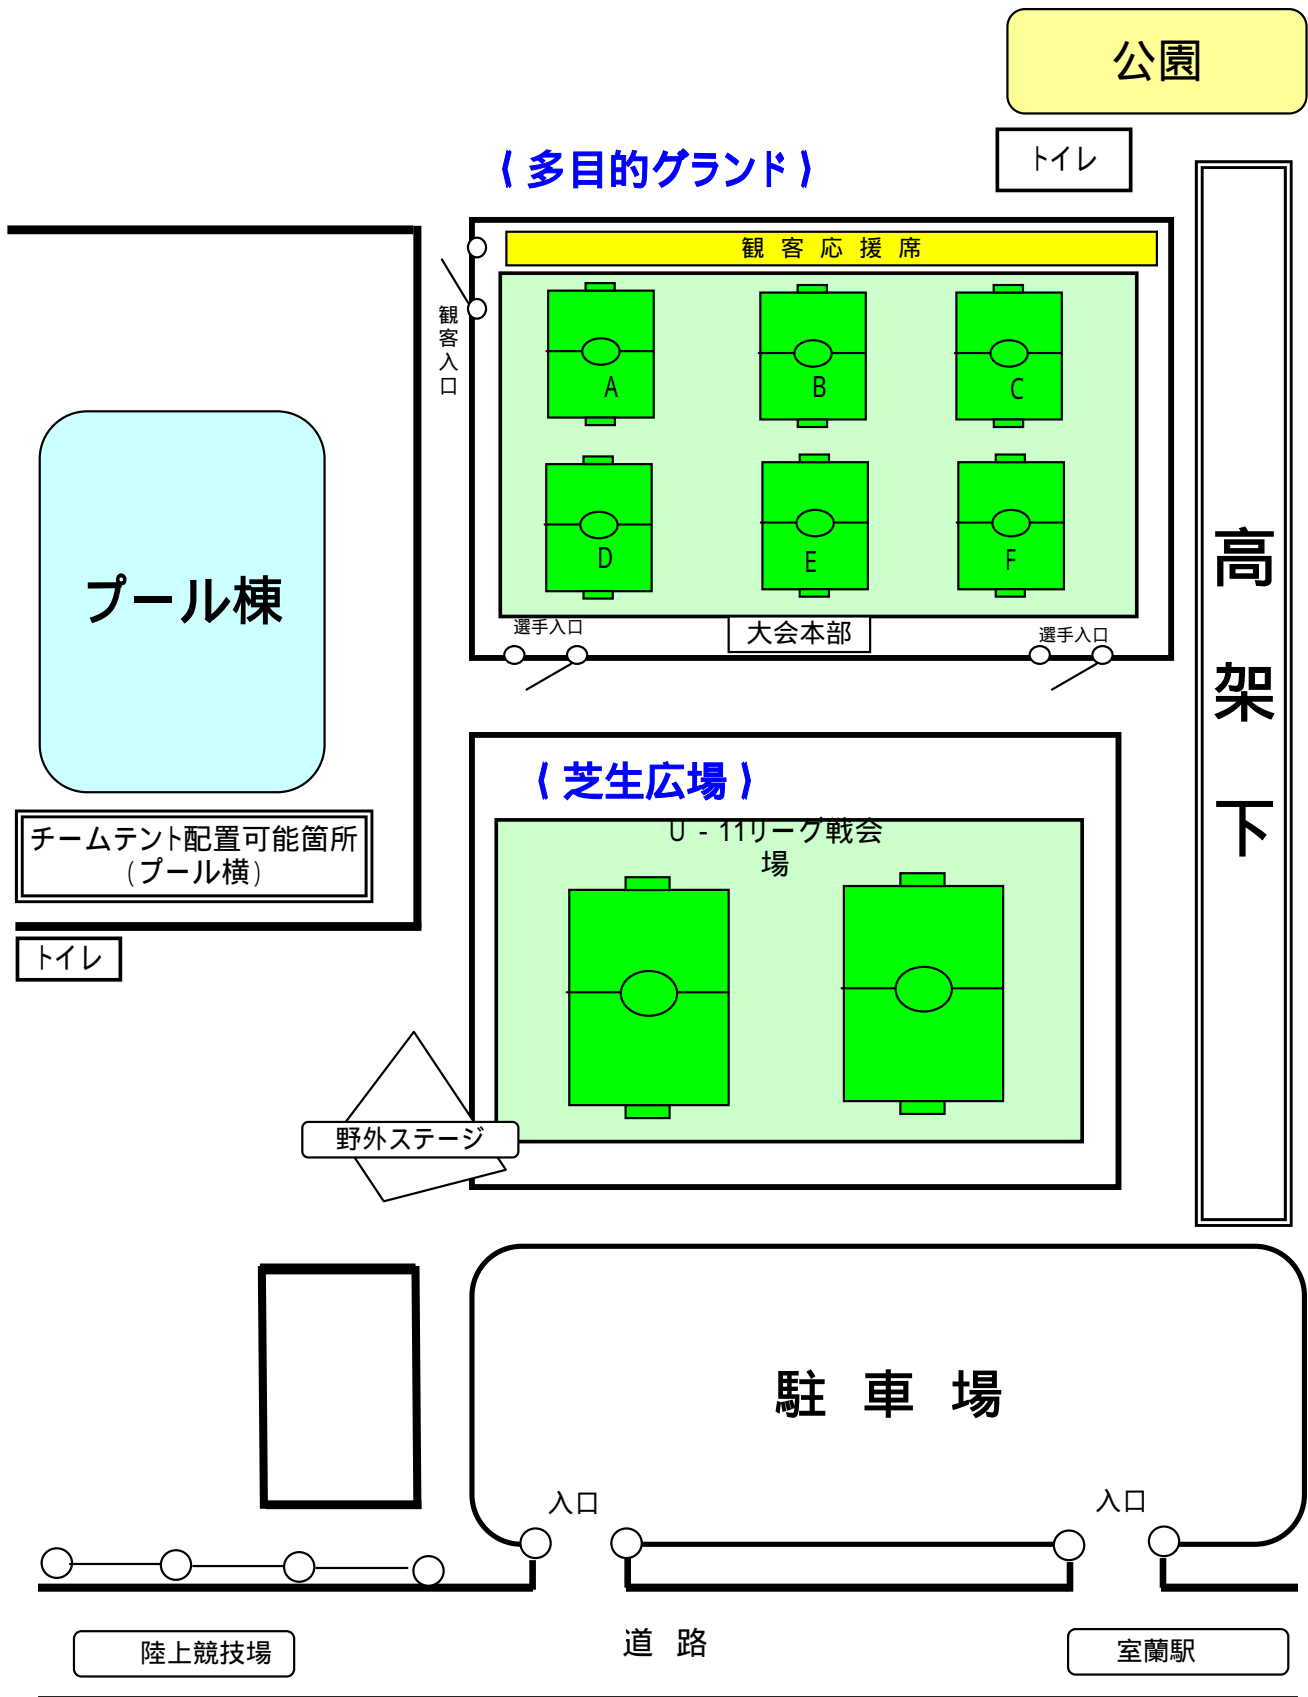 公園
トイレ
⟨ 多目的グランド ⟩
観 客 応 援 席
観客入口
A
B
C
D
E
F
選手入口
大会本部
選手入口
高架下
プール棟
チームテント配置可能箇所
(プール横)
トイレ
⟨ 芝生広場 ⟩
U - 11リーグ戦会
場
野外ステージ
駐 車 場
入口
入口
道 路
陸上競技場
室蘭駅